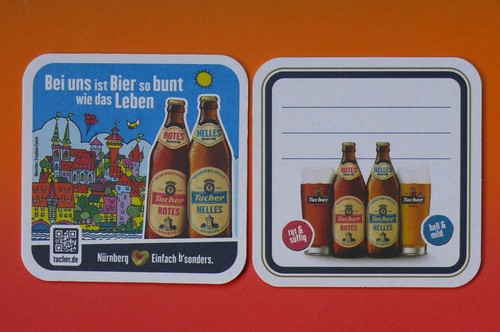 Bei uns ist Bier so bunt
wie das Leben
ROTES
HELLES
Tucher
ROTES
Tucher
HELLES
tucher.de
Nürnberg Einfach b'sonders.
Tucher
ROTES
HELLES
Tucher
ROTES
Tucher
HELLES
rot &
süffig
hell &
mild